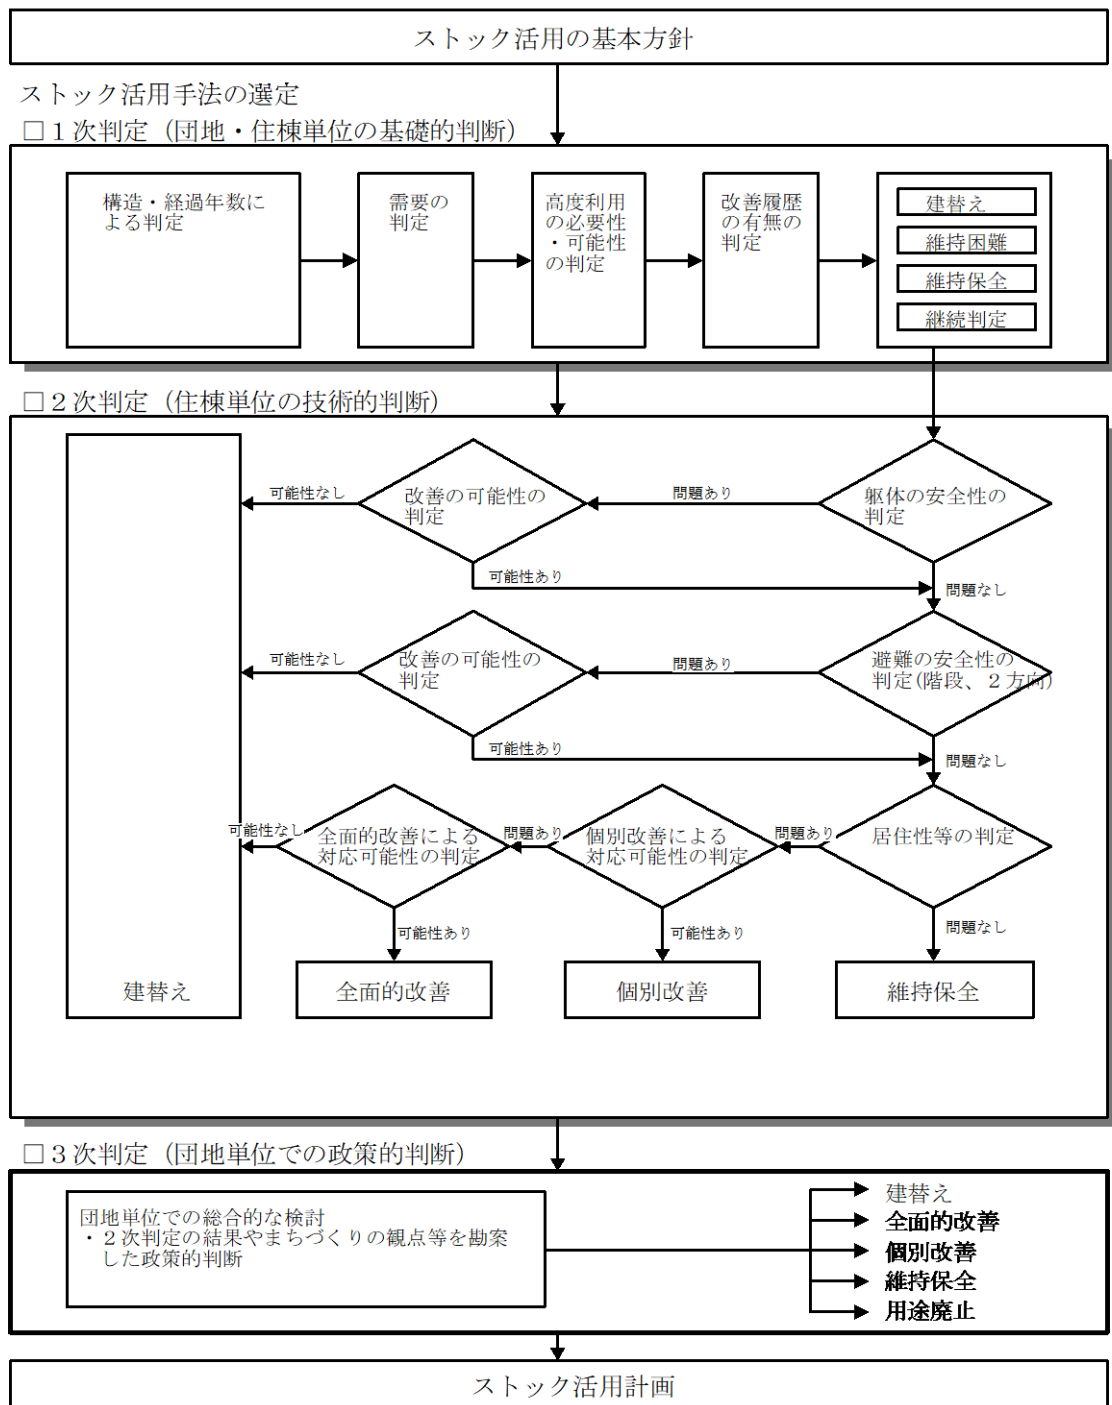 ストック活用の基本方針
ストック活用手法の選定
□１次判定（団地・住棟単位の基礎的判断）
構造・経過年数に
よる判定
需要の
判定
高度利用
の必要性
・可能性
の判定
改善履歴
の有無の
判定
建替え
維持困難
維持保全
継続判定
□２次判定（住棟単位の技術的判断）
可能性なし
改善の可能性の
判定
問題あり
躯体の安全性の
判定
可能性あり
問題なし
可能性なし
改善の可能性の
判定
問題あり
避難の安全性の
判定(階段、２方向)
可能性あり
問題なし
可能性なし
全面的改善による
対応可能性の判定
問題あり
個別改善による
対応可能性の判定
問題あり
居住性等の判定
可能性あり
可能性あり
問題なし
建替え
全面的改善
個別改善
維持保全
□３次判定（団地単位での政策的判断）
団地単位での総合的な検討
・２次判定の結果やまちづくりの観点等を勘案
した政策的判断
建替え
全面的改善
個別改善
維持保全
用途廃止
ストック活用計画